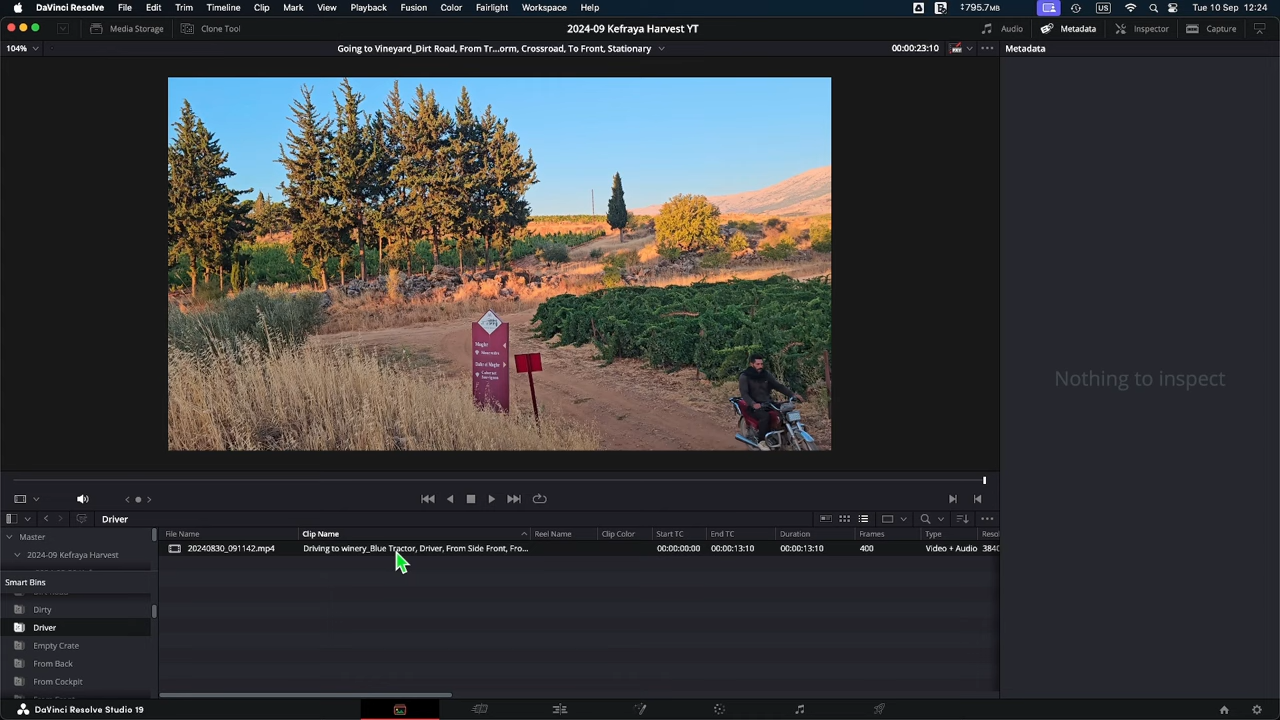 DaVinci Resolve File Edit Trim Timeline Clip Mark Playback Fusion Color Fairlight Workspace Help 795.7MB US Tue 10 Sep 12:24
Media Storage Clone Tool 2024-09 Kefraya Harvest YT Audio Metadata Inspector Capture
104% Going to Vineyard_Dirt Road, From Tr...orm, Crossroad, To Front, Stationary 00:00:23:10 Metadata
Nothing to inspect
Driver
Master
2024-09 Kefraya Harvest
Smart Bins
Dirty
Driver
Empty Crate
From Back
From Cockpit
File Name Clip Name Reel Name Clip Color Start TC End TC Duration Frames Type Resol
20240830_091142.mp4 Driving to winery_Blue Tractor, Driver, From Side Front, Fro... 00:00:00:00 00:00:13:10 00:00:13:10 400 Video + Audio 3840
DaVinci Resolve Studio 19